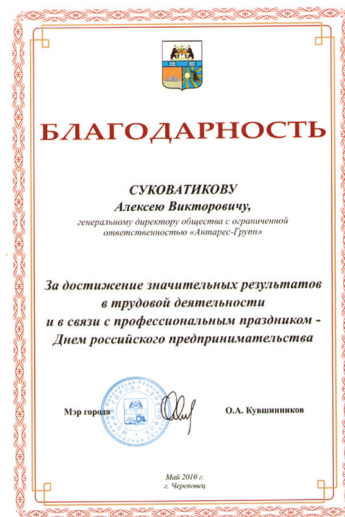 БЛАГОДАРНОСТЬ
СУКОВАТИКОВУ
Алексею Викторовичу,
генеральному директору общества с ограниченной
ответственностью «Антарес-Групп»
За достижение значительных результатов
в трудовой деятельности
и в связи с профессиональным праздником -
Днем российского предпринимательства
Мэр города
О.А. Кувшинников
Май 2010 г.
г. Череповец